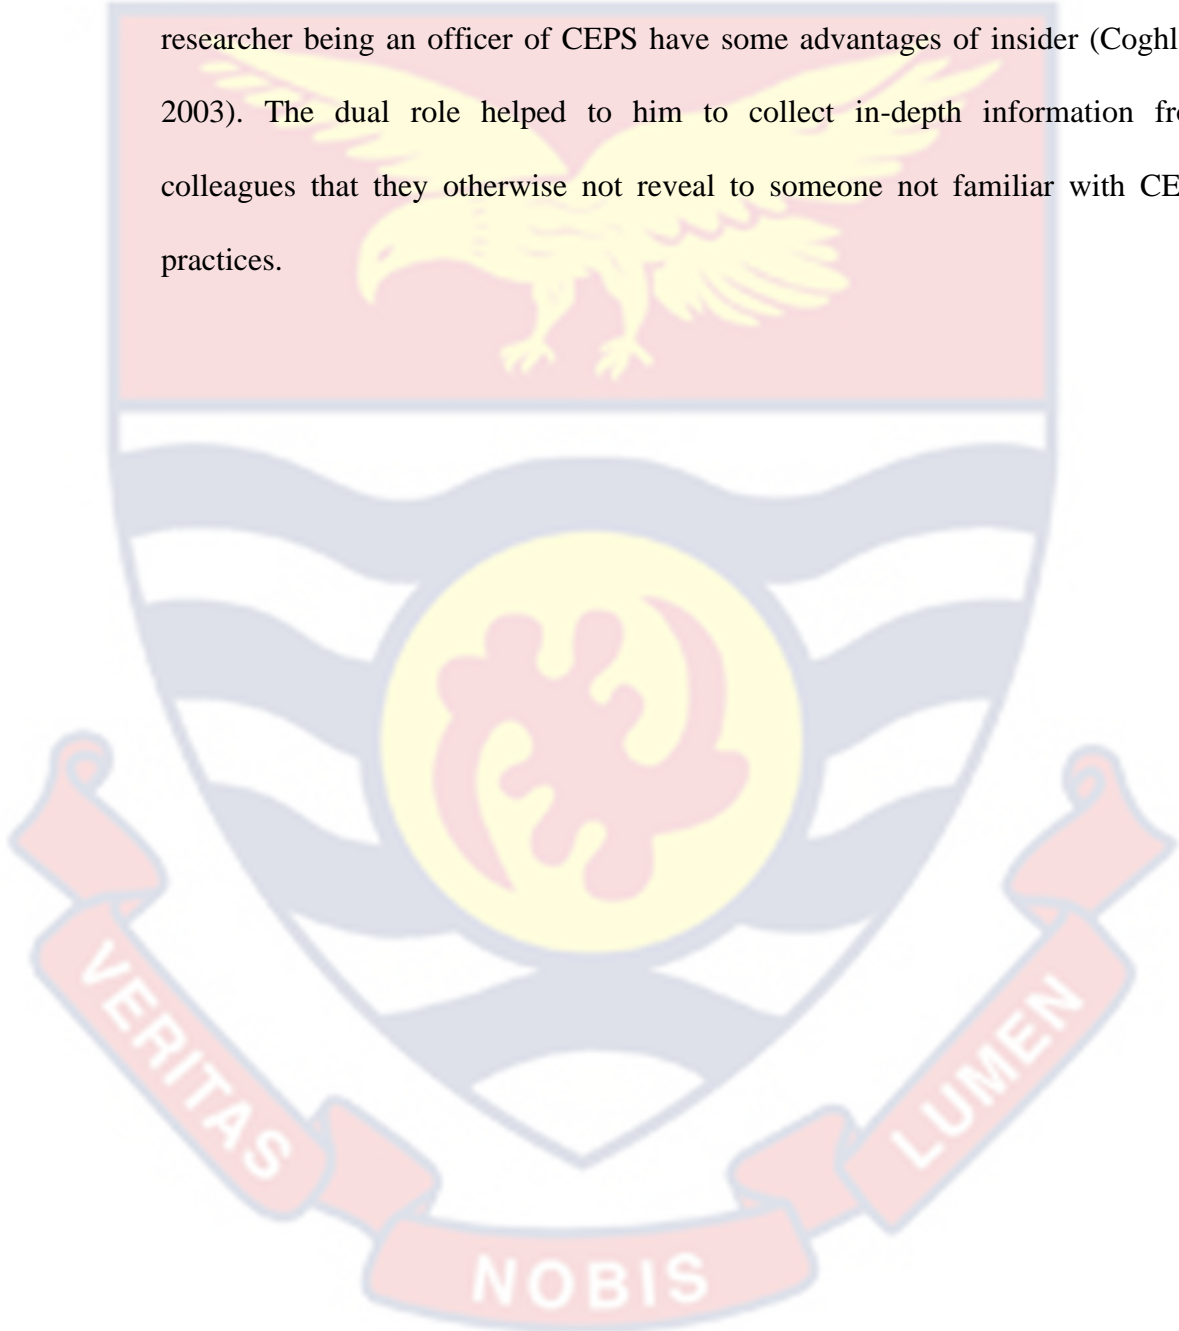 researcher being an officer of CEPS have some advantages of insider (Coghl
2003). The dual role helped to him to collect in-depth information fr
colleagues that they otherwise not reveal to someone not familiar with CE
practices.
VERITAS
NOBIS
LUMEN